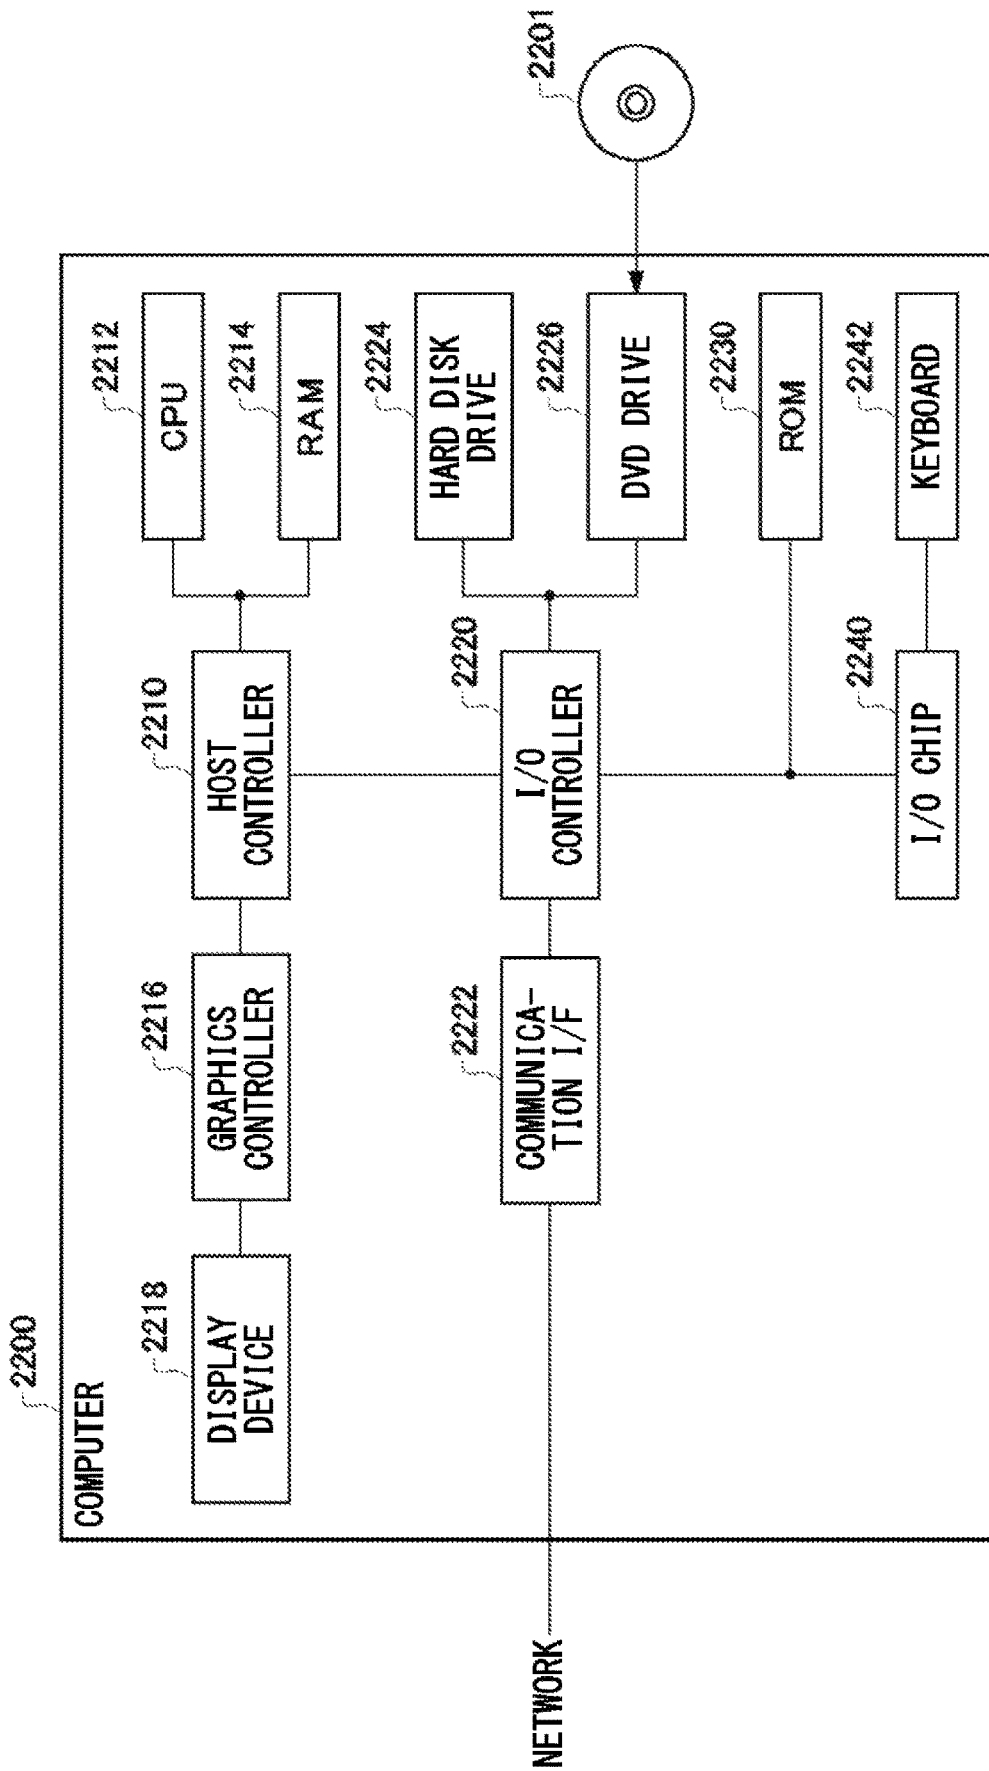 2200
COMPUTER
2218
DISPLAY
DEVICE
2216
GRAPHICS
CONTROLLER
2210
HOST
CONTROLLER
2212
CPU
2214
RAM
2222
COMMUNICA-
TION I/F
2220
I/O
CONTROLLER
2224
HARD DISK
DRIVE
2226
DVD DRIVE
2201
2230
ROM
2240
I/O CHIP
2242
KEYBOARD
NETWORK